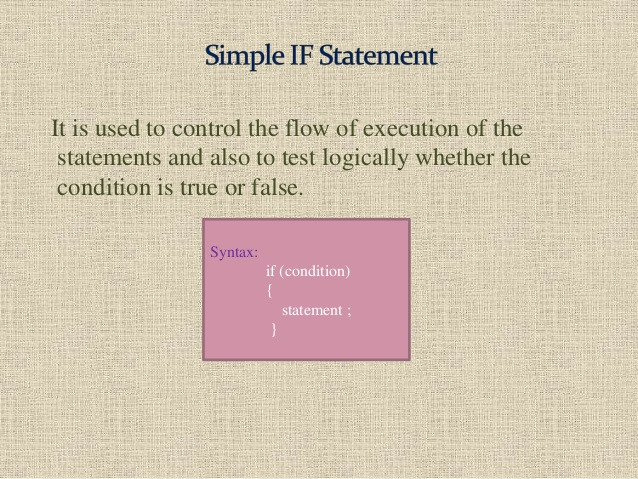 Simple IF Statement
It is used to control the flow of execution of the
statements and also to test logically whether the
condition is true or false.
Syntax:
if (condition)
{
statement ;
}